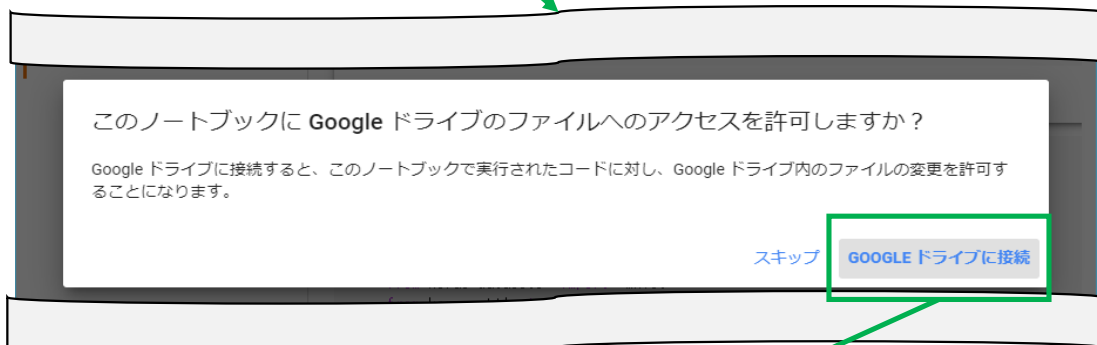 このノートブックに Google ドライブのファイルへのアクセスを許可しますか？
Google ドライブに接続すると、このノートブックで実行されたコードに対し、Google ドライブ内のファイルの変更を許可す
ることになります。
スキップ GOOGLE ドライブに接続